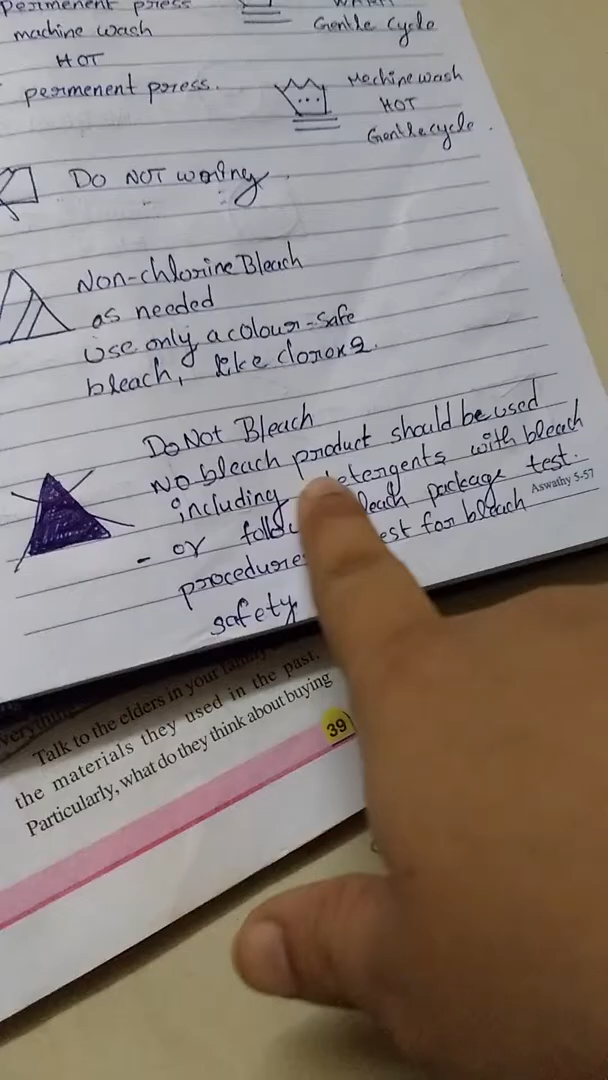 permenent press
machine wash
HOT
permenent press.
WARM
Gentle cycle
Machine wash
HOT
Gentle cycle.
DO NOT
Non-chlorine Bleach
as needed
Use only a colour-safe
bleach, like clorox 2.
Do Not Bleach
No bleach product should be used
including detergents with bleach
- or bleach package test.
procedures for bleach
safety
Aswathy S-57
Talk to the elders in your family
the materials they used in the past.
Particularly, what do they think about buying
39